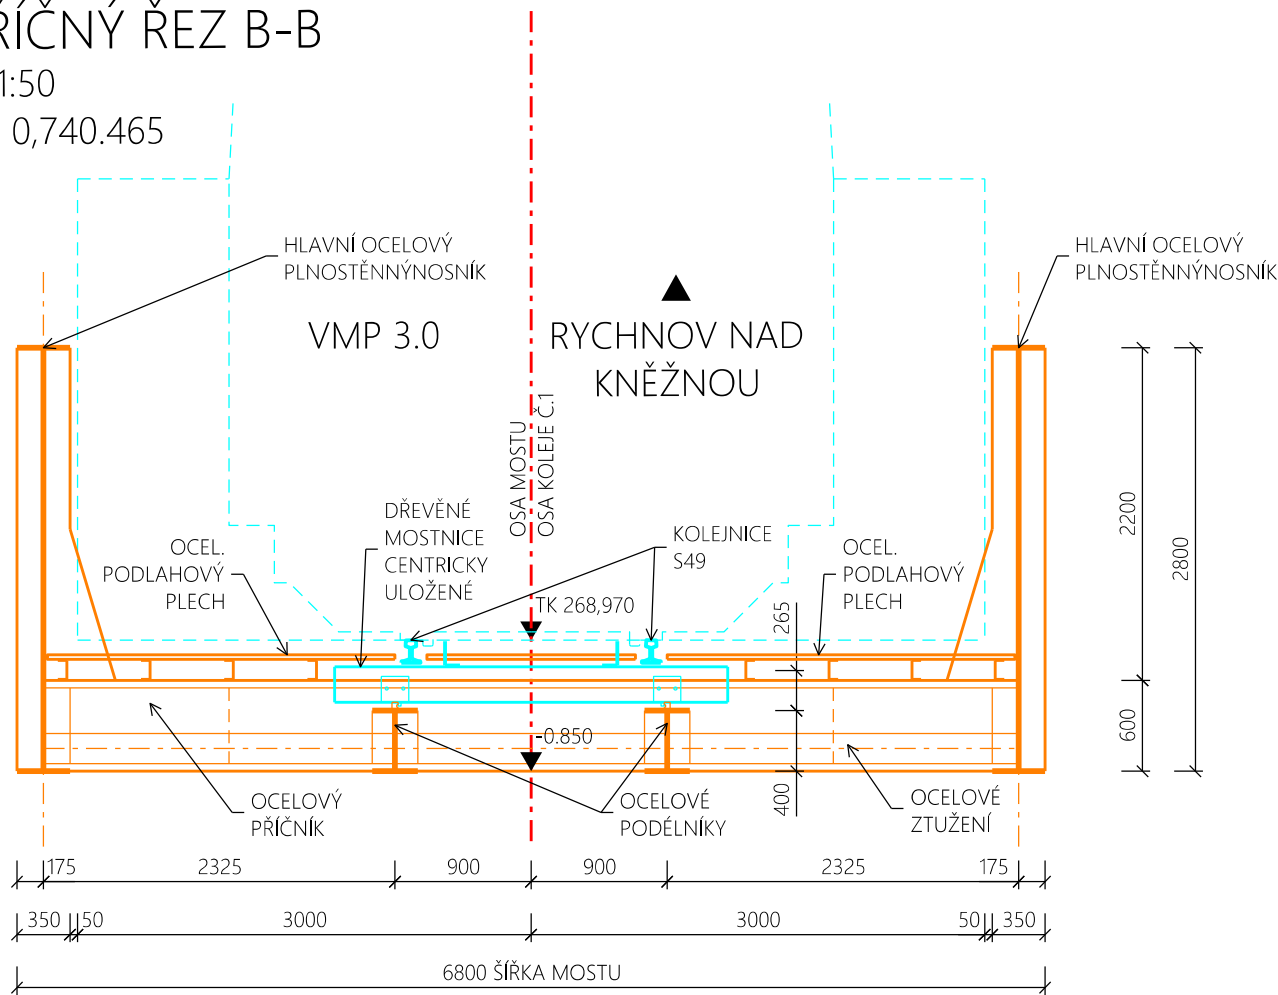 ŘÍČNÝ ŘEZ B-B
1:50
0,740.465
HLAVNÍ OCELOVÝ
PLNOSTĚNNÝNOSNÍK
HLAVNÍ OCELOVÝ
PLNOSTĚNNÝNOSNÍK
VMP 3.0
RYCHNOV NAD
KNĚŽNOU
OSA MOSTU
OSA KOLEJE Č.1
DŘEVĚNÉ
MOSTNICE
CENTRICKY
ULOŽENÉ
KOLEJNICE
S49
OCEL.
PODLAHOVÝ
PLECH
OCEL.
PODLAHOVÝ
PLECH
TK 268,970
265
2200
2800
600
-0.850
400
OCELOVÝ
PŘÍČNÍK
OCELOVÉ
PODÉLNÍKY
OCELOVÉ
ZTUŽENÍ
175
2325
900
900
2325
175
350
50
3000
3000
50
350
6800 ŠÍŘKA MOSTU